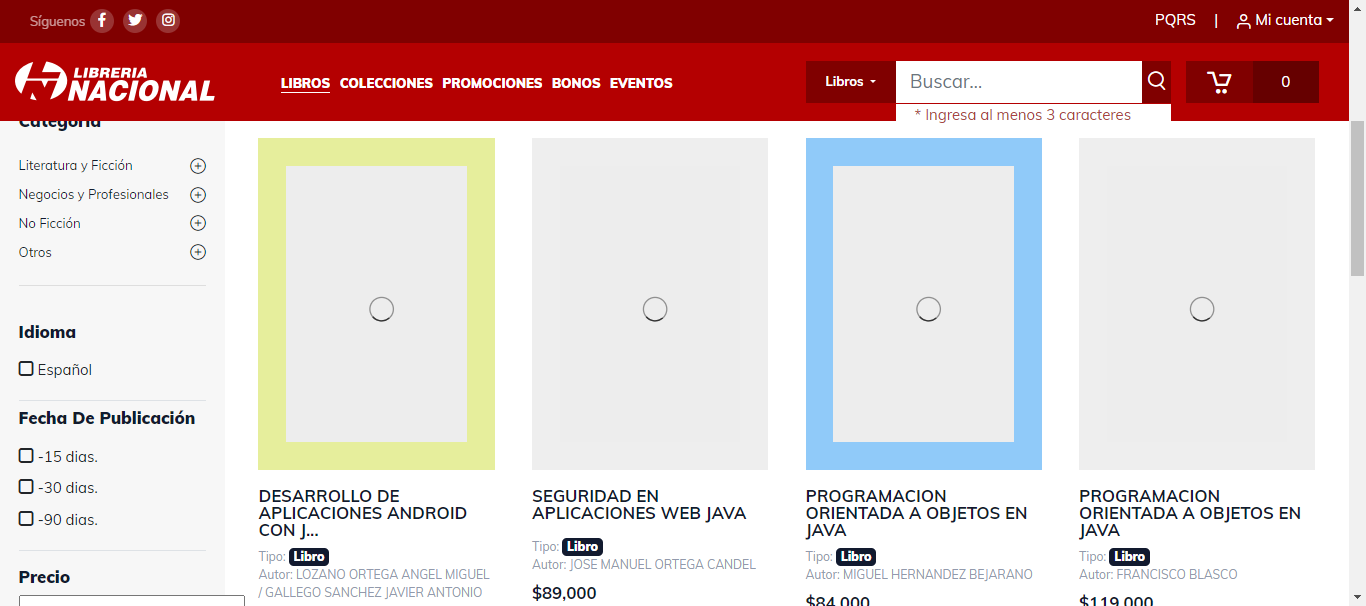 Síguenos
PQRS | Mi cuenta
LIBRERIA
NACIONAL
LIBROS COLECCIONES PROMOCIONES BONOS EVENTOS
Libros
Buscar...
0
* Ingresa al menos 3 caracteres
Categoría
Literatura y Ficción
Negocios y Profesionales
No Ficción
Otros
Idioma
Español
Fecha De Publicación
-15 dias.
-30 dias.
-90 dias.
Precio
DESARROLLO DE
APLICACIONES ANDROID
CON J...
Tipo: Libro
Autor: LOZANO ORTEGA ANGEL MIGUEL
/ GALLEGO SANCHEZ JAVIER ANTONIO
SEGURIDAD EN
APLICACIONES WEB JAVA
Tipo: Libro
Autor: JOSE MANUEL ORTEGA CANDEL
$89,000
PROGRAMACION
ORIENTADA A OBJETOS EN
JAVA
Tipo: Libro
Autor: MIGUEL HERNANDEZ BEJARANO
$84,000
PROGRAMACION
ORIENTADA A OBJETOS EN
JAVA
Tipo: Libro
Autor: FRANCISCO BLASCO
$119,000